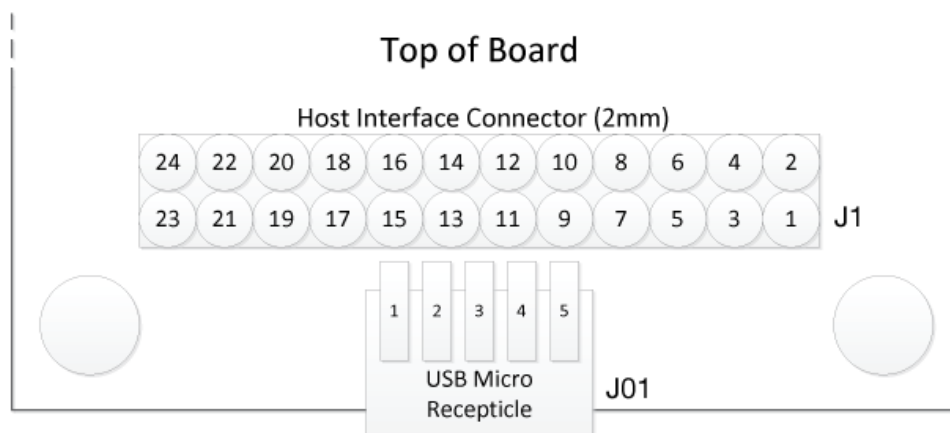 Top of Board
Host Interface Connector (2mm)
24 22 20 18 16 14 12 10 8 6 4 2
23 21 19 17 15 13 11 9 7 5 3 1 J1
1 2 3 4 5
USB Micro
Recepticle
J01